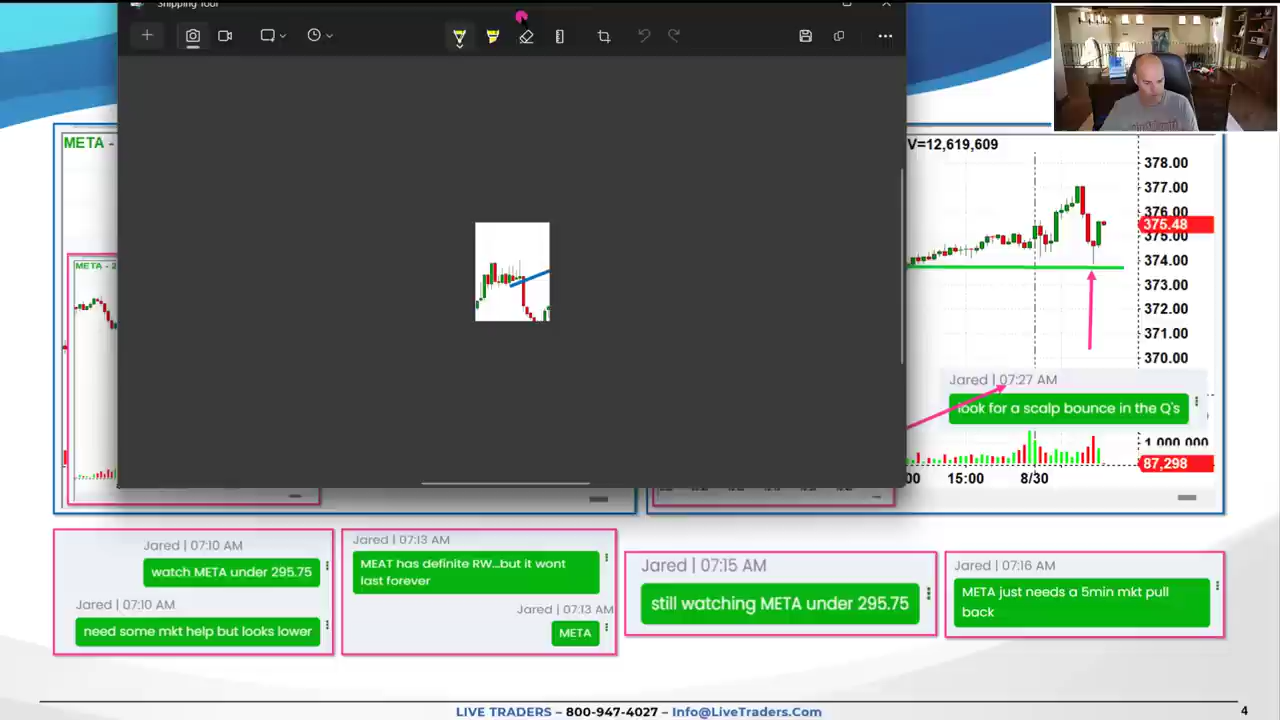 Snipping Tool
META -
V=12,619,609
378.00
377.00
376.00
375.48
375.00
374.00
373.00
372.00
371.00
370.00
META - 2
Jared | 07:27 AM
look for a scalp bounce in the Q's
1 000 000
87,298
00 15:00 8/30
Jared | 07:10 AM
watch META under 295.75
Jared | 07:10 AM
need some mkt help but looks lower
Jared | 07:13 AM
MEAT has definite RW...but it wont
last forever
Jared | 07:13 AM
META
Jared | 07:15 AM
still watching META under 295.75
Jared | 07:16 AM
META just needs a 5min mkt pull
back
LIVE TRADERS – 800-947-4027 – Info@LiveTraders.Com
4